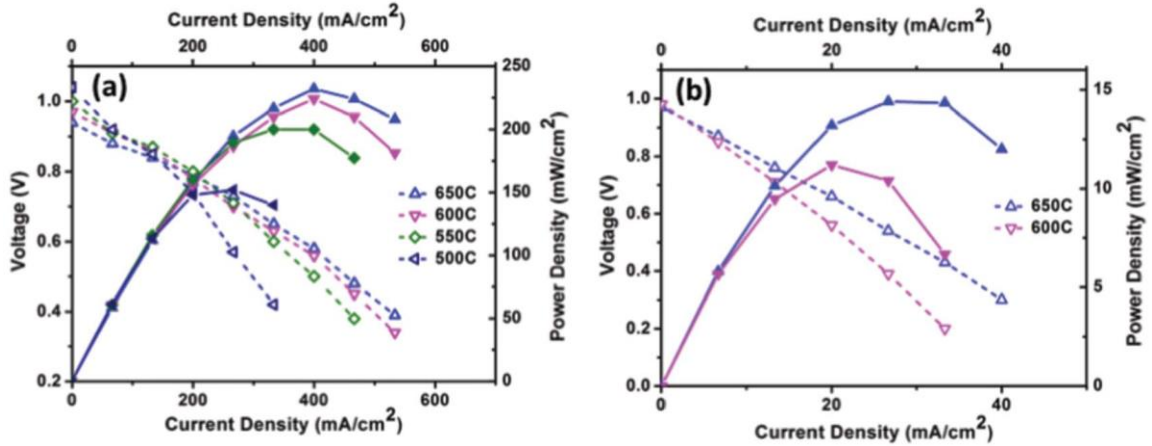 Current Density (mA/cm²)
0 200 400 600
(a)
Voltage (V)
1.0
0.8
0.6
0.4
0.2
250
200
150
100
50
0
Power Density (mW/cm²)
650C
600C
550C
500C
0 200 400 600
Current Density (mA/cm²)
Current Density (mA/cm²)
0 20 40
(b)
Voltage (V)
1.0
0.8
0.6
0.4
0.2
0.0
15
10
5
0
Power Density (mW/cm²)
650C
600C
0 20 40
Current Density (mA/cm²)